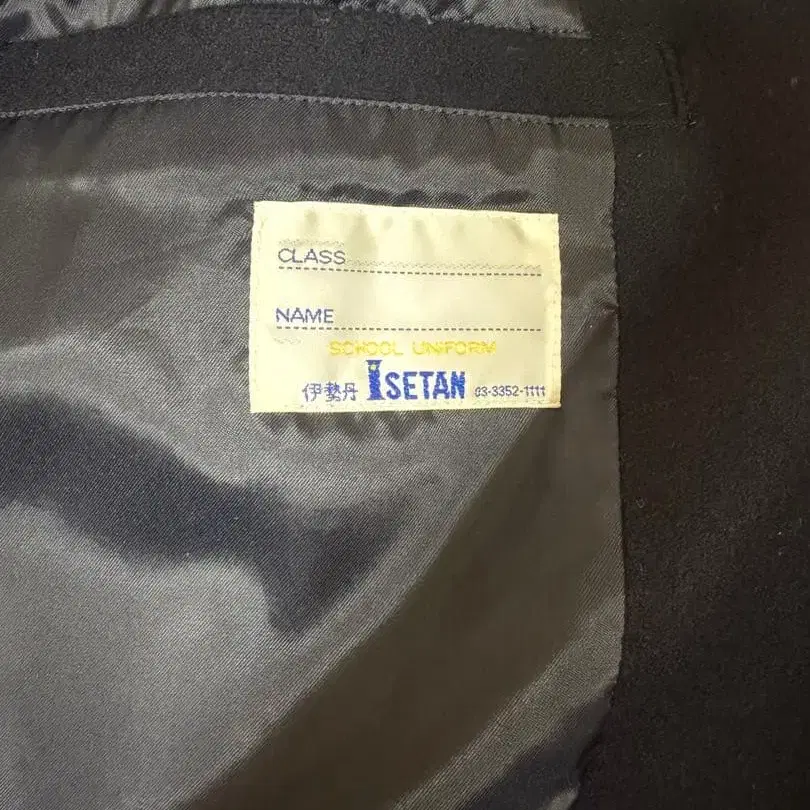 CLASS
NAME
SCHOOL UNIFORM
伊勢丹 ISETAN 03-3352-1111